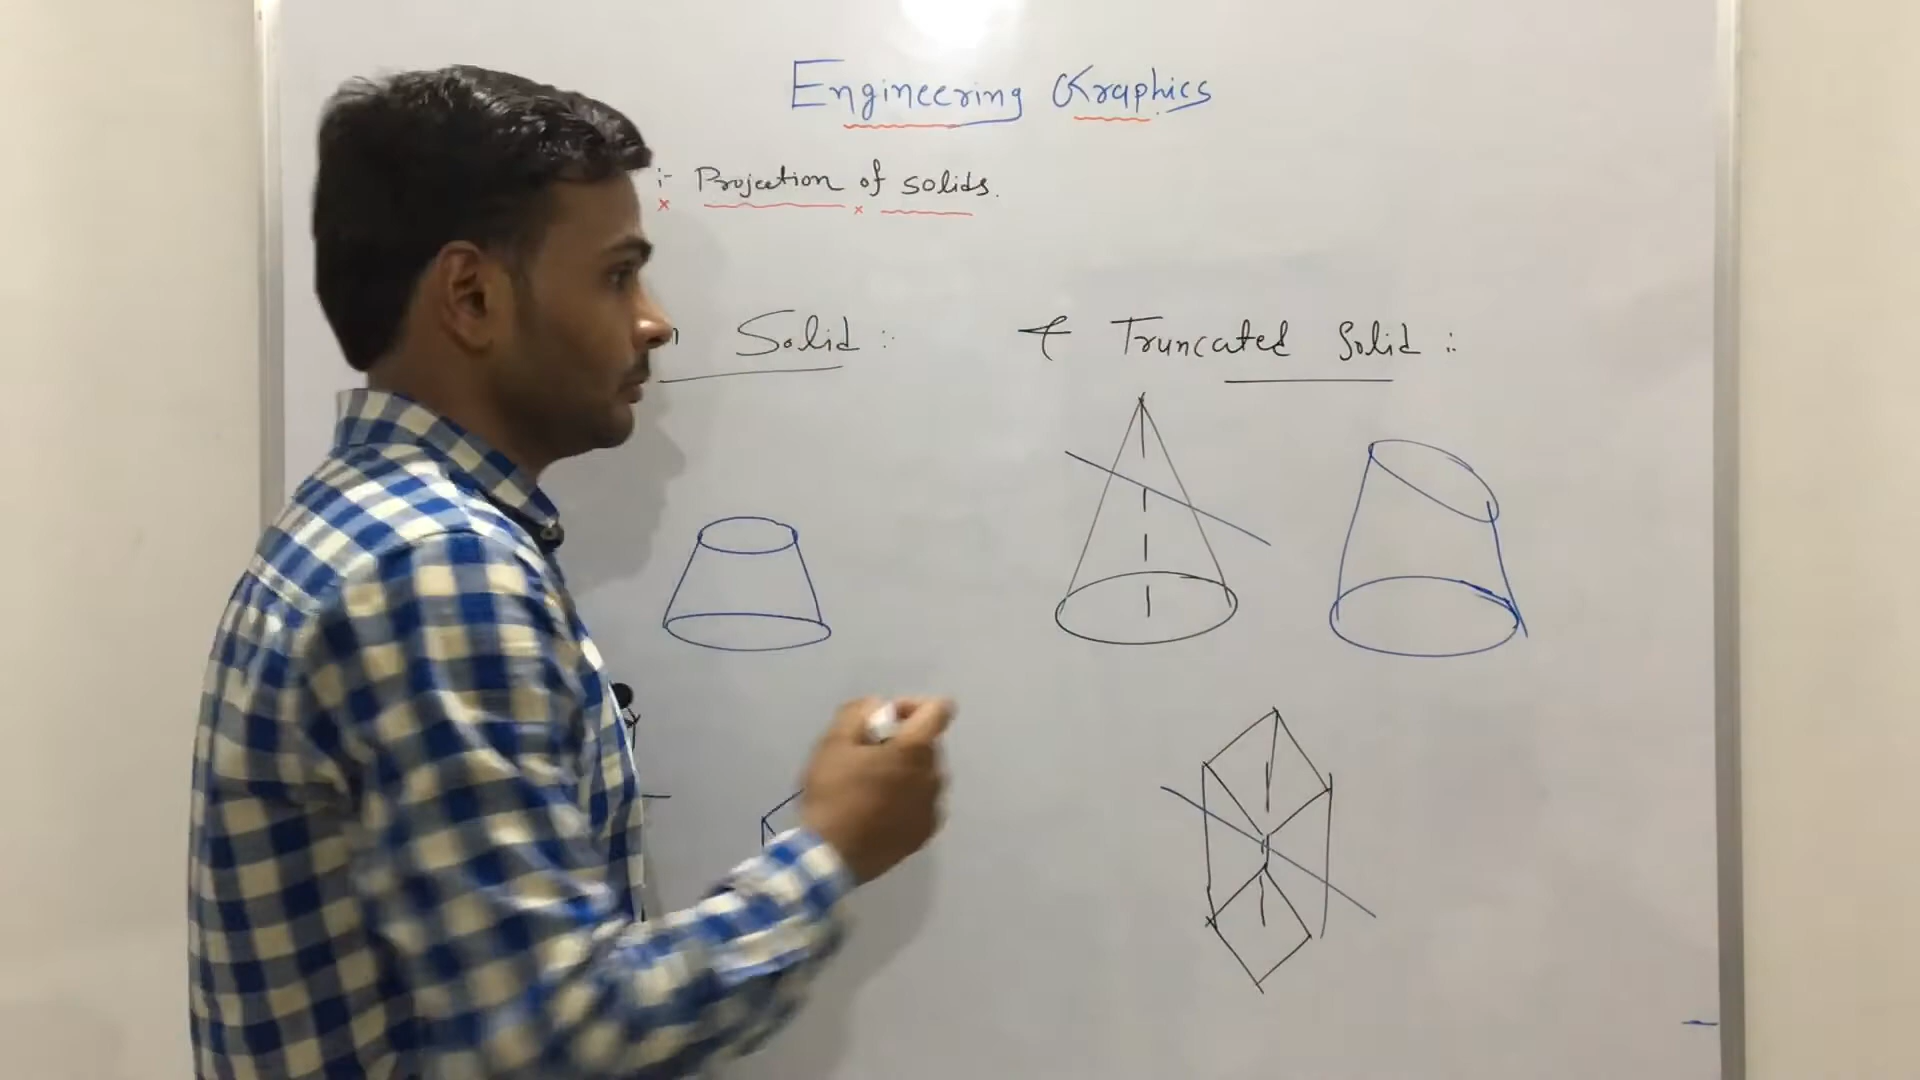 Engineering Graphics
:- Projection of solids.
Solid :
Truncated Solid :